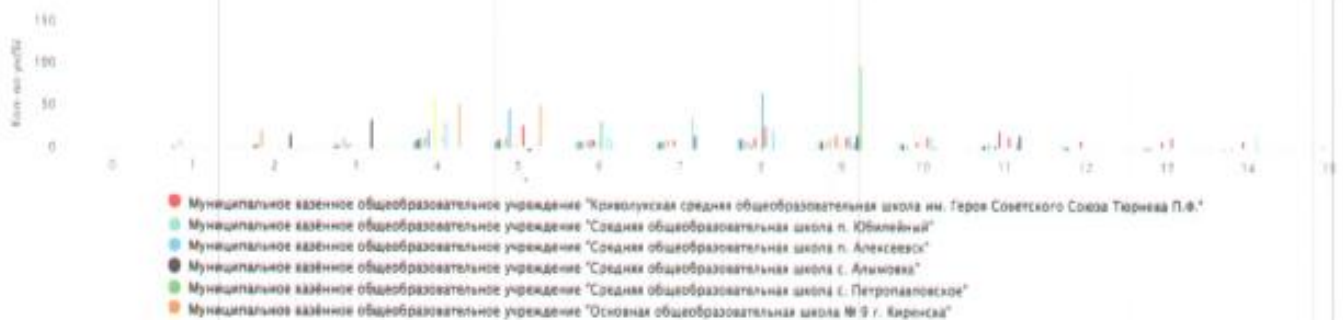 150
100
50
0
0 1 2 3 4 5 6 7 8 9 10 11 12 13 14 15
Муниципальное казенное общеобразовательное учреждение "Криволукская средняя общеобразовательная школа им. Героя Советского Союза Тюрнева П.Ф."
Муниципальное казённое общеобразовательное учреждение "Средняя общеобразовательная школа п. Юбилейный"
Муниципальное казённое общеобразовательное учреждение "Средняя общеобразовательная школа п. Алексеевск"
Муниципальное казённое общеобразовательное учреждение "Средняя общеобразовательная школа с. Алымовка"
Муниципальное казённое общеобразовательное учреждение "Средняя общеобразовательная школа с. Петропавловское"
Муниципальное казённое общеобразовательное учреждение "Основная общеобразовательная школа № 9 г. Киренска"